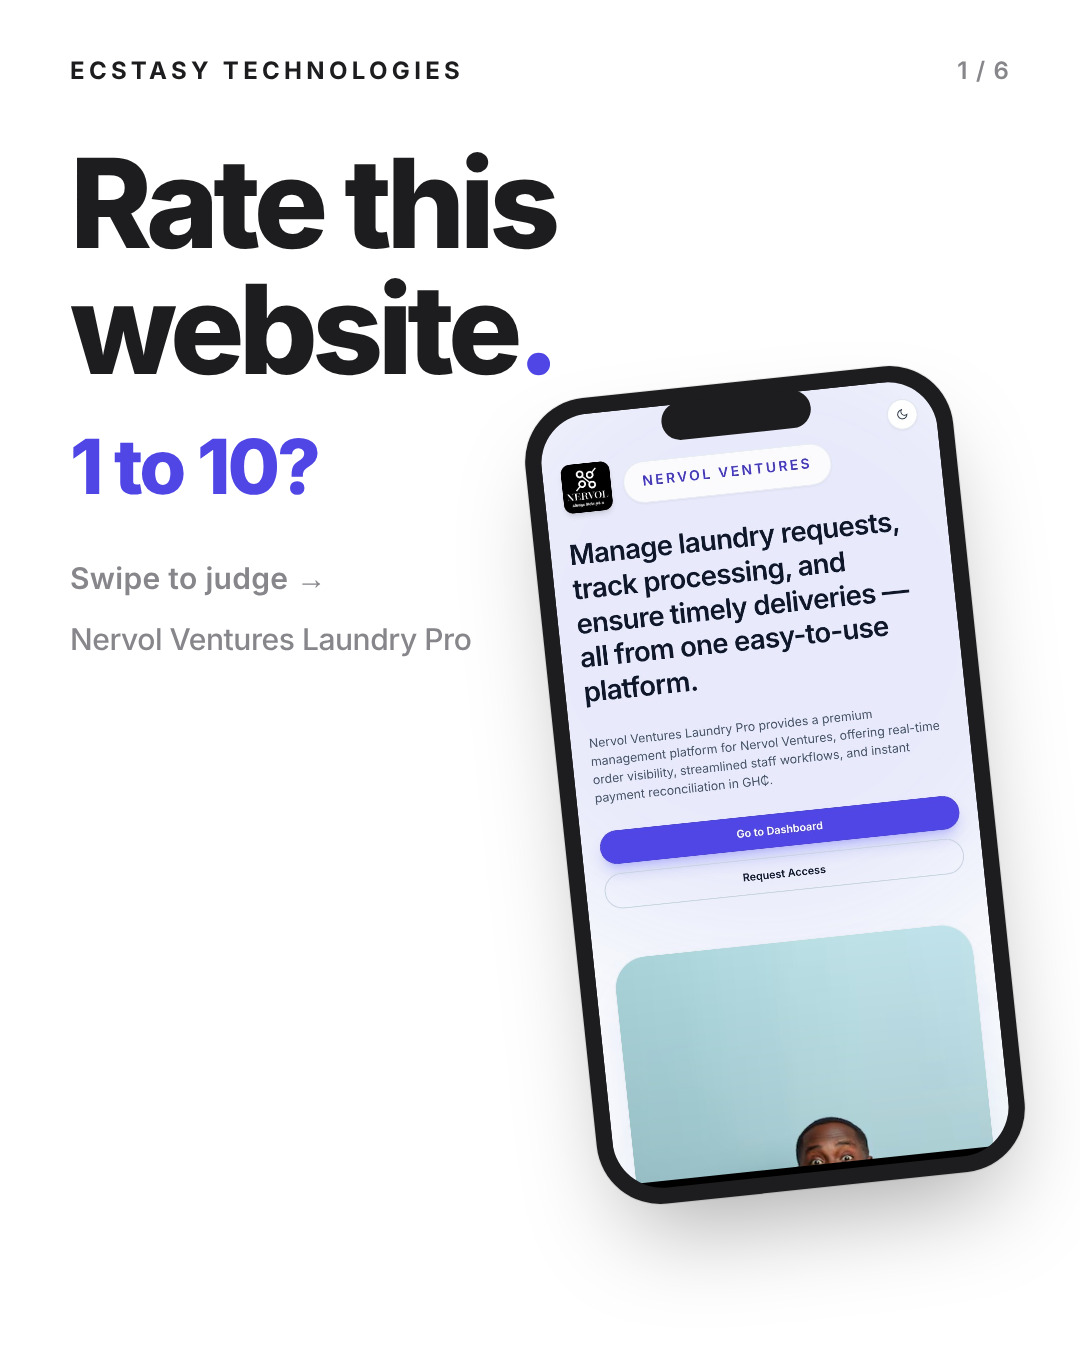 ECSTASY TECHNOLOGIES
1 / 6
Rate this
website.
1 to 10?
Swipe to judge →
Nervol Ventures Laundry Pro
NERVOL
NERVOL VENTURES
Manage laundry requests,
track processing, and
ensure timely deliveries —
all from one easy-to-use
platform.
Nervol Ventures Laundry Pro provides a premium
management platform for Nervol Ventures, offering real-time
order visibility, streamlined staff workflows, and instant
payment reconciliation in GH₵.
Go to Dashboard
Request Access